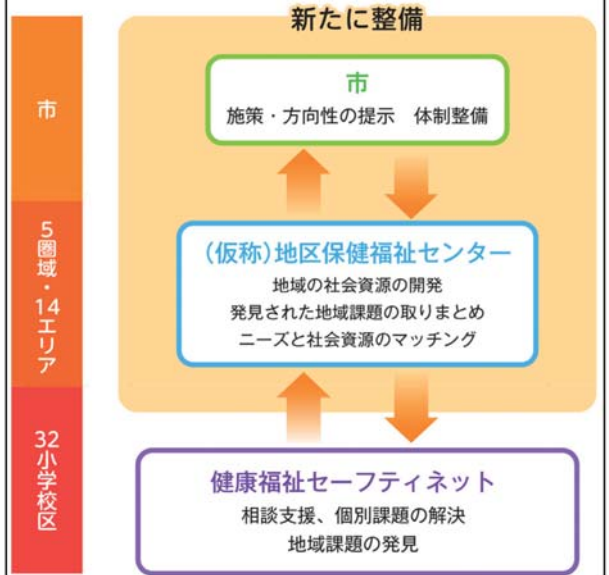 新たに整備
市
市
施策・方向性の提示　体制整備
5圏域・14エリア
(仮称)地区保健福祉センター
地域の社会資源の開発
発見された地域課題の取りまとめ
ニーズと社会資源のマッチング
32小学校区
健康福祉セーフティネット
相談支援、個別課題の解決
地域課題の発見